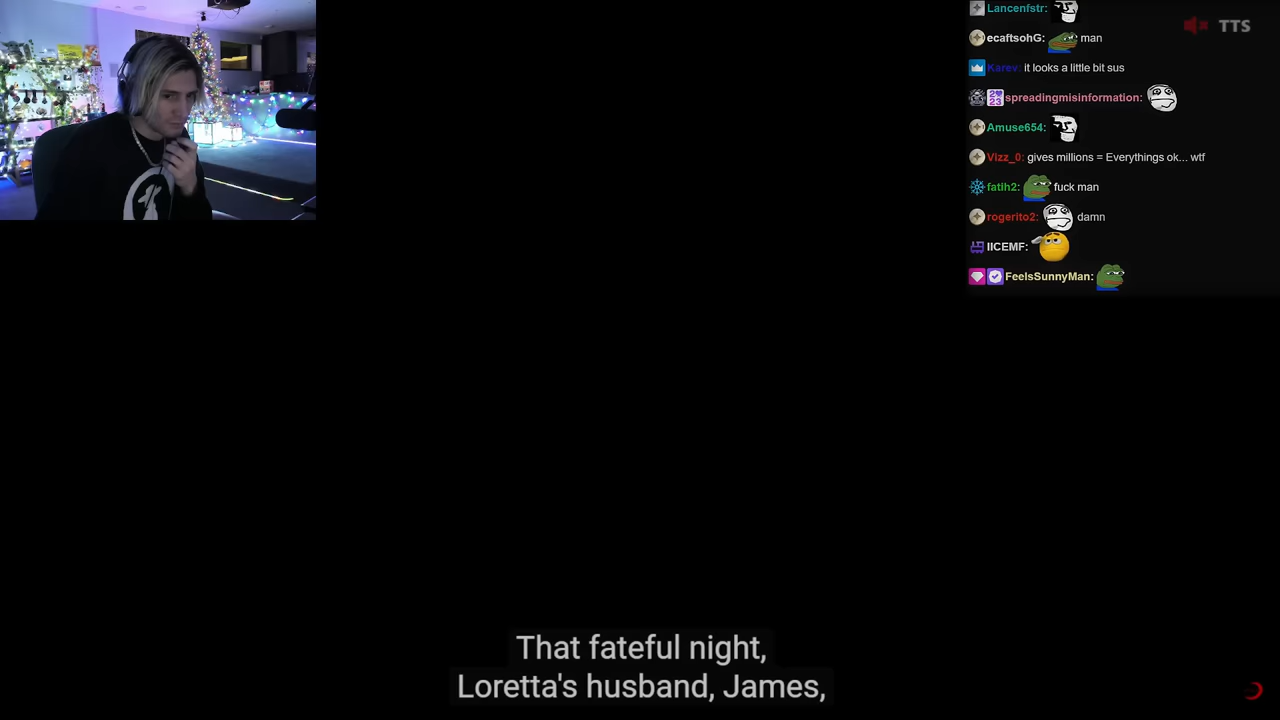 Lancenfstr:
TTS
ecaftsohG: man
Karev: it looks a little bit sus
spreadingmisinformation:
Amuse654:
Vizz_0: gives millions = Everythings ok... wtf
fatih2: fuck man
rogerito2: damn
IICEMF:
FeelsSunnyMan:
That fateful night,
Loretta's husband, James,